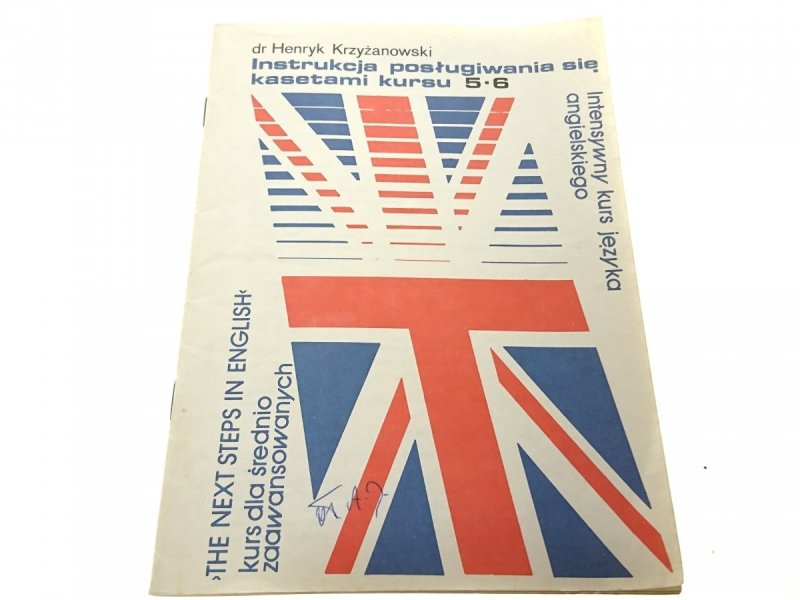 dr Henryk Krzyżanowski
Instrukcja posługiwania się
kasetami kursu 5·6
Intensywny kurs języka
angielskiego
›THE NEXT STEPS IN ENGLISH‹
kurs dla średnio
zaawansowanych